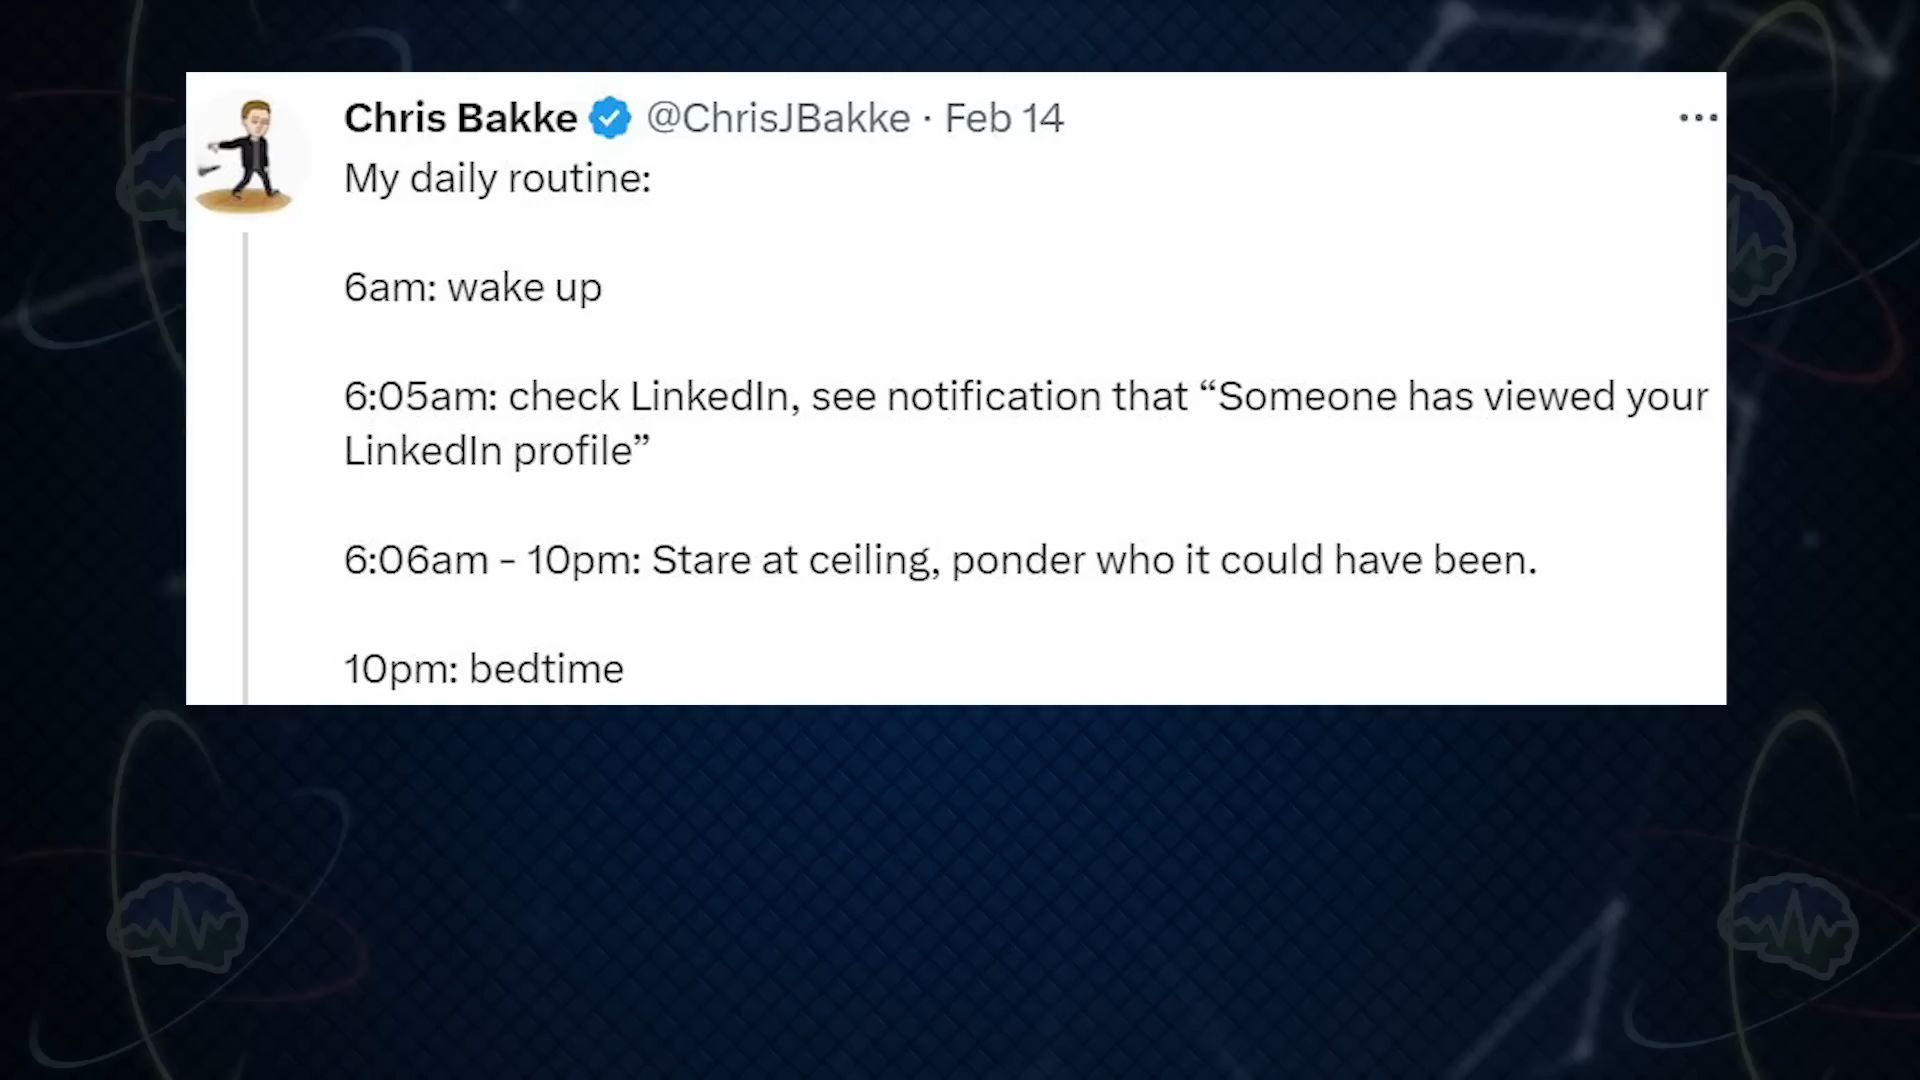 Chris Bakke @ChrisJBakke · Feb 14
My daily routine:
6am: wake up
6:05am: check LinkedIn, see notification that “Someone has viewed your
LinkedIn profile”
6:06am - 10pm: Stare at ceiling, ponder who it could have been.
10pm: bedtime